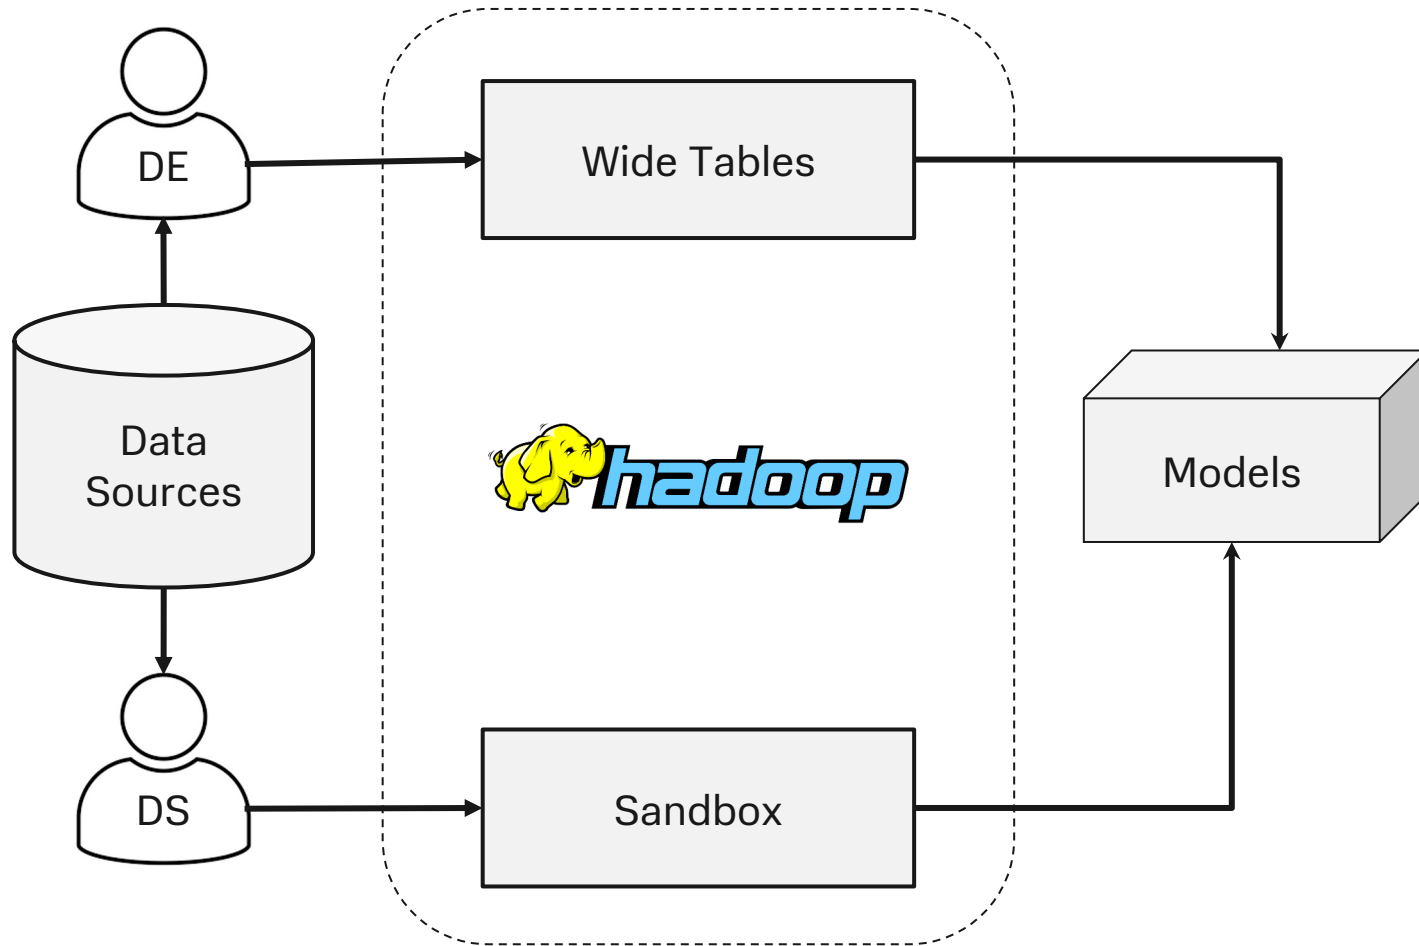 DE
Wide Tables
Data
Sources
hadoop
Models
DS
Sandbox